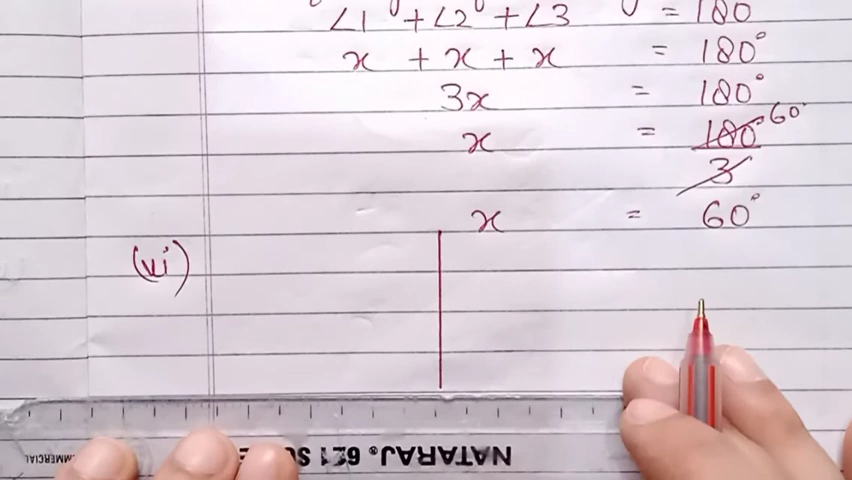 ∠1 + ∠2 + ∠3 = 180
x + x + x = 180°
3x = 180°
x = 180° 60°
3
x = 60°
(vi)
NATARAJ® 621